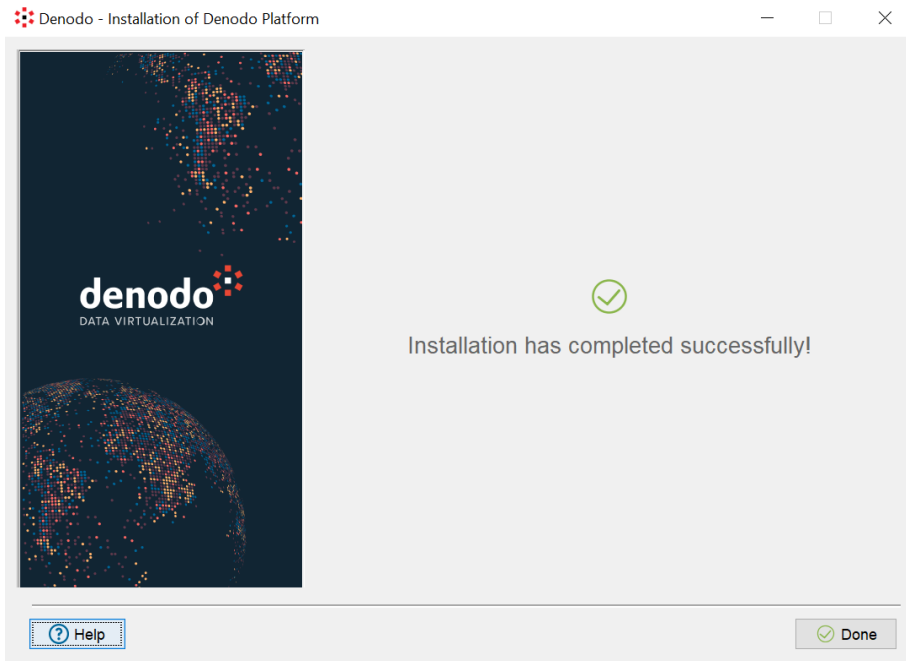 Denodo - Installation of Denodo Platform
denodo
DATA VIRTUALIZATION
Installation has completed successfully!
? Help
Done